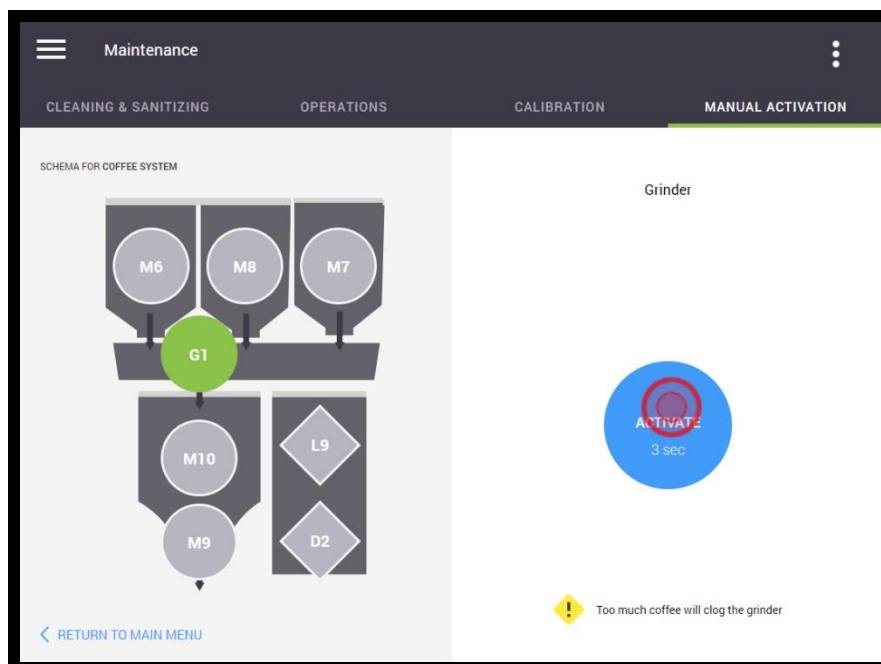 Maintenance
CLEANING & SANITIZING
OPERATIONS
CALIBRATION
MANUAL ACTIVATION
SCHEMA FOR COFFEE SYSTEM
M6
M8
M7
G1
M10
L9
M9
D2
RETURN TO MAIN MENU
Grinder
ACTIVATE
3 sec
Too much coffee will clog the grinder